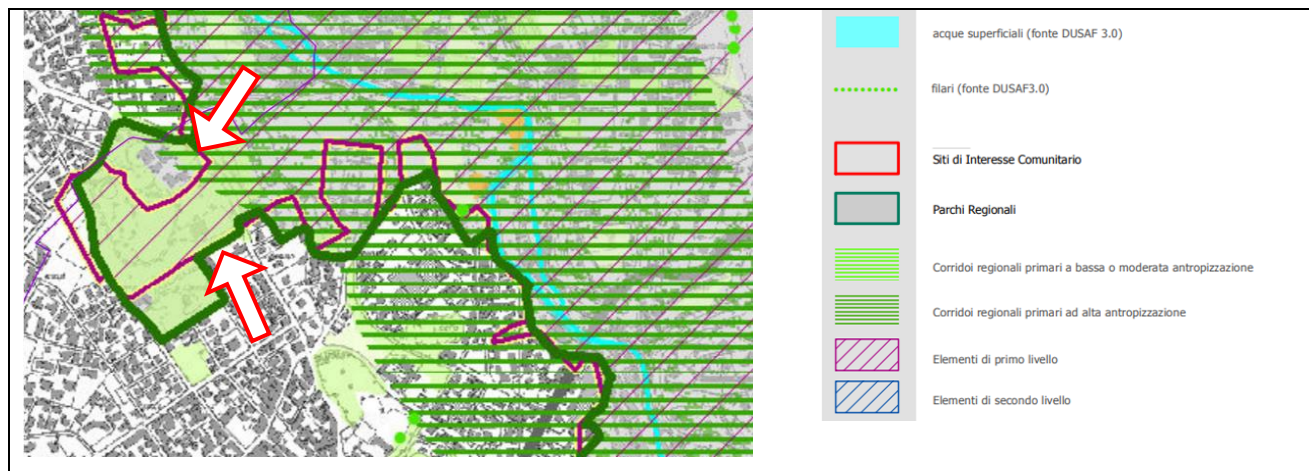 acque superficiali (fonte DUSAF 3.0)
filari (fonte DUSAF3.0)
Siti di Interesse Comunitario
Parchi Regionali
Corridoi regionali primari a bassa o moderata antropizzazione
Corridoi regionali primari ad alta antropizzazione
Elementi di primo livello
Elementi di secondo livello